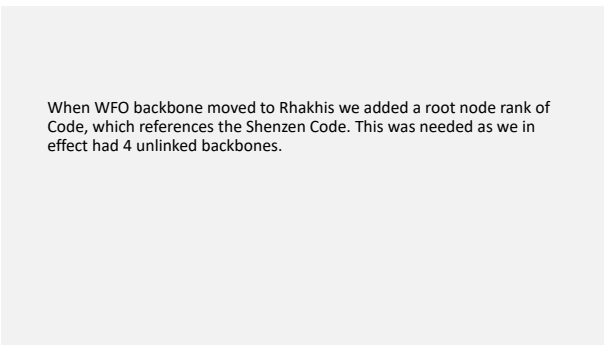 When WFO backbone moved to Rhakhis we added a root node rank of
Code, which references the Shenzen Code. This was needed as we in
effect had 4 unlinked backbones.